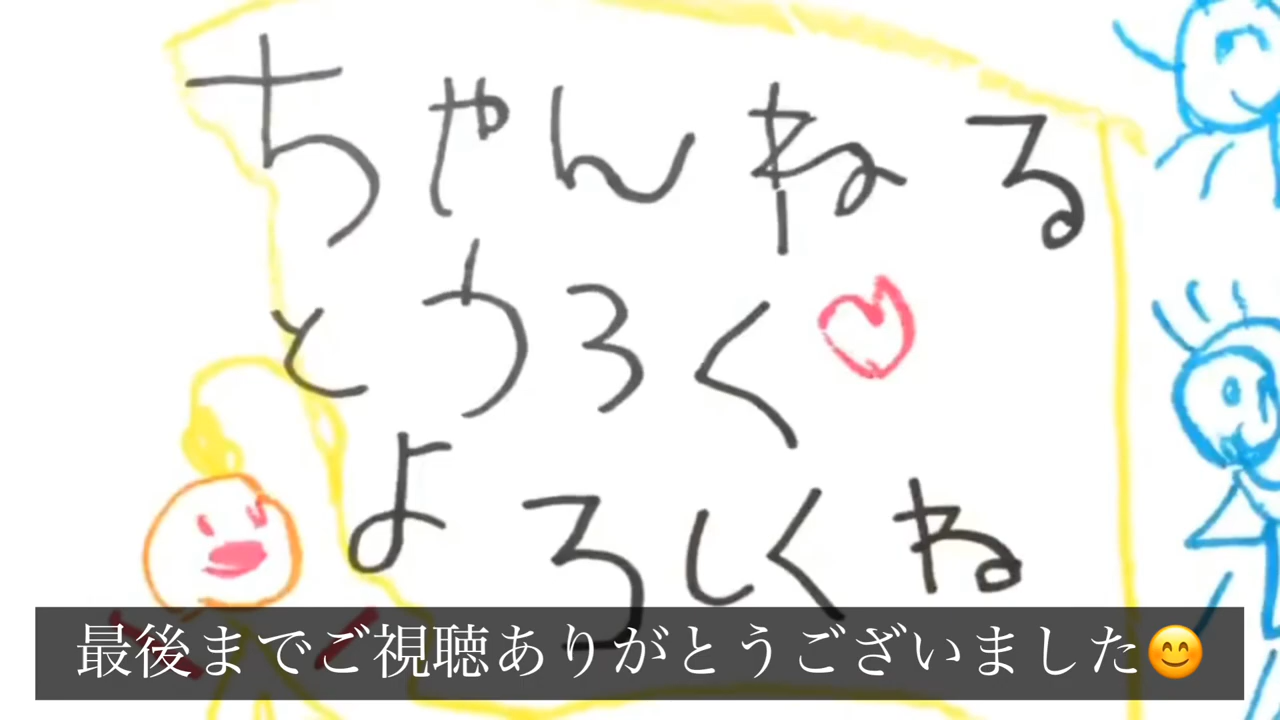 ちゃんねる
とうろく♡
よろしくね
最後までご視聴ありがとうございました😊